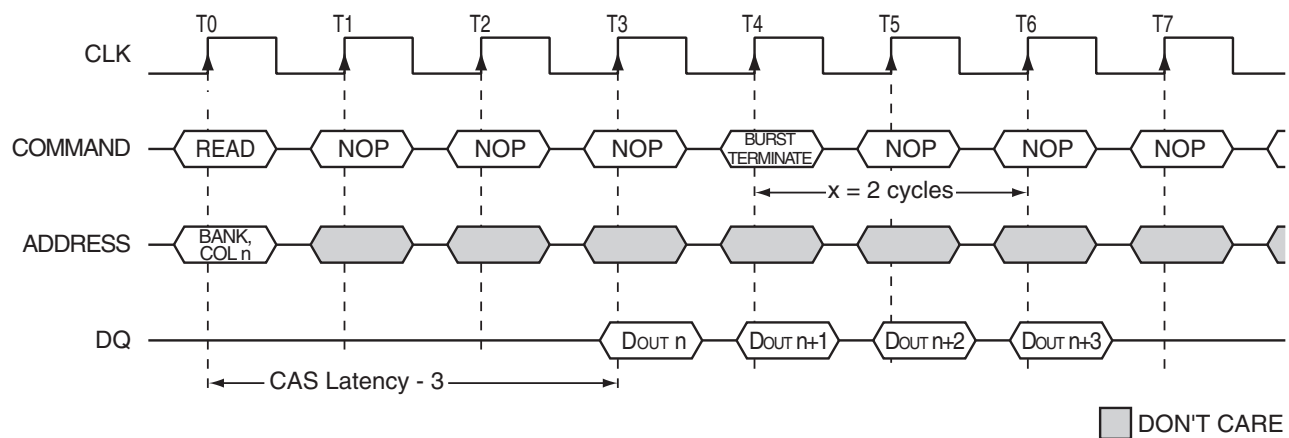 T0 T1 T2 T3 T4 T5 T6 T7
CLK
COMMAND READ NOP NOP NOP BURST TERMINATE NOP NOP NOP
x = 2 cycles
ADDRESS BANK, COL n
DQ DOUT n DOUT n+1 DOUT n+2 DOUT n+3
CAS Latency - 3
DON'T CARE